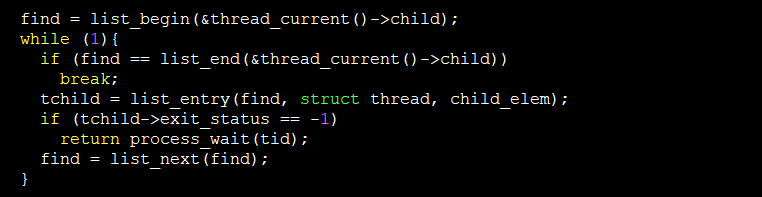 find = list_begin(&thread_current()->child);
while (1){
  if (find == list_end(&thread_current()->child))
    break;
  tchild = list_entry(find, struct thread, child_elem);
  if (tchild->exit_status == -1)
    return process_wait(tid);
  find = list_next(find);
}